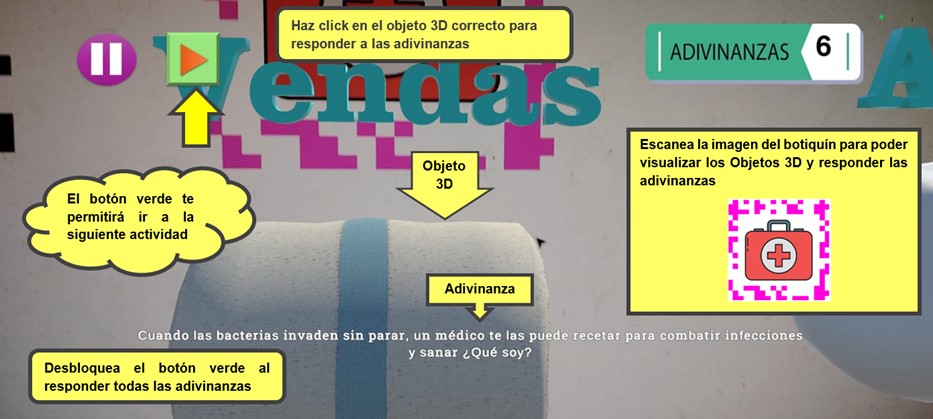 Haz click en el objeto 3D correcto para
responder a las adivinanzas
ADIVINANZAS 6
Vendas
A
Escanea la imagen del botiquín para poder
visualizar los Objetos 3D y responder las
adivinanzas
Objeto
3D
El botón verde te
permitirá ir a la
siguiente actividad
Adivinanza
Cuando las bacterias invaden sin parar, un médico te las puede recetar para combatir infecciones
y sanar ¿Qué soy?
Desbloquea el botón verde al
responder todas las adivinanzas